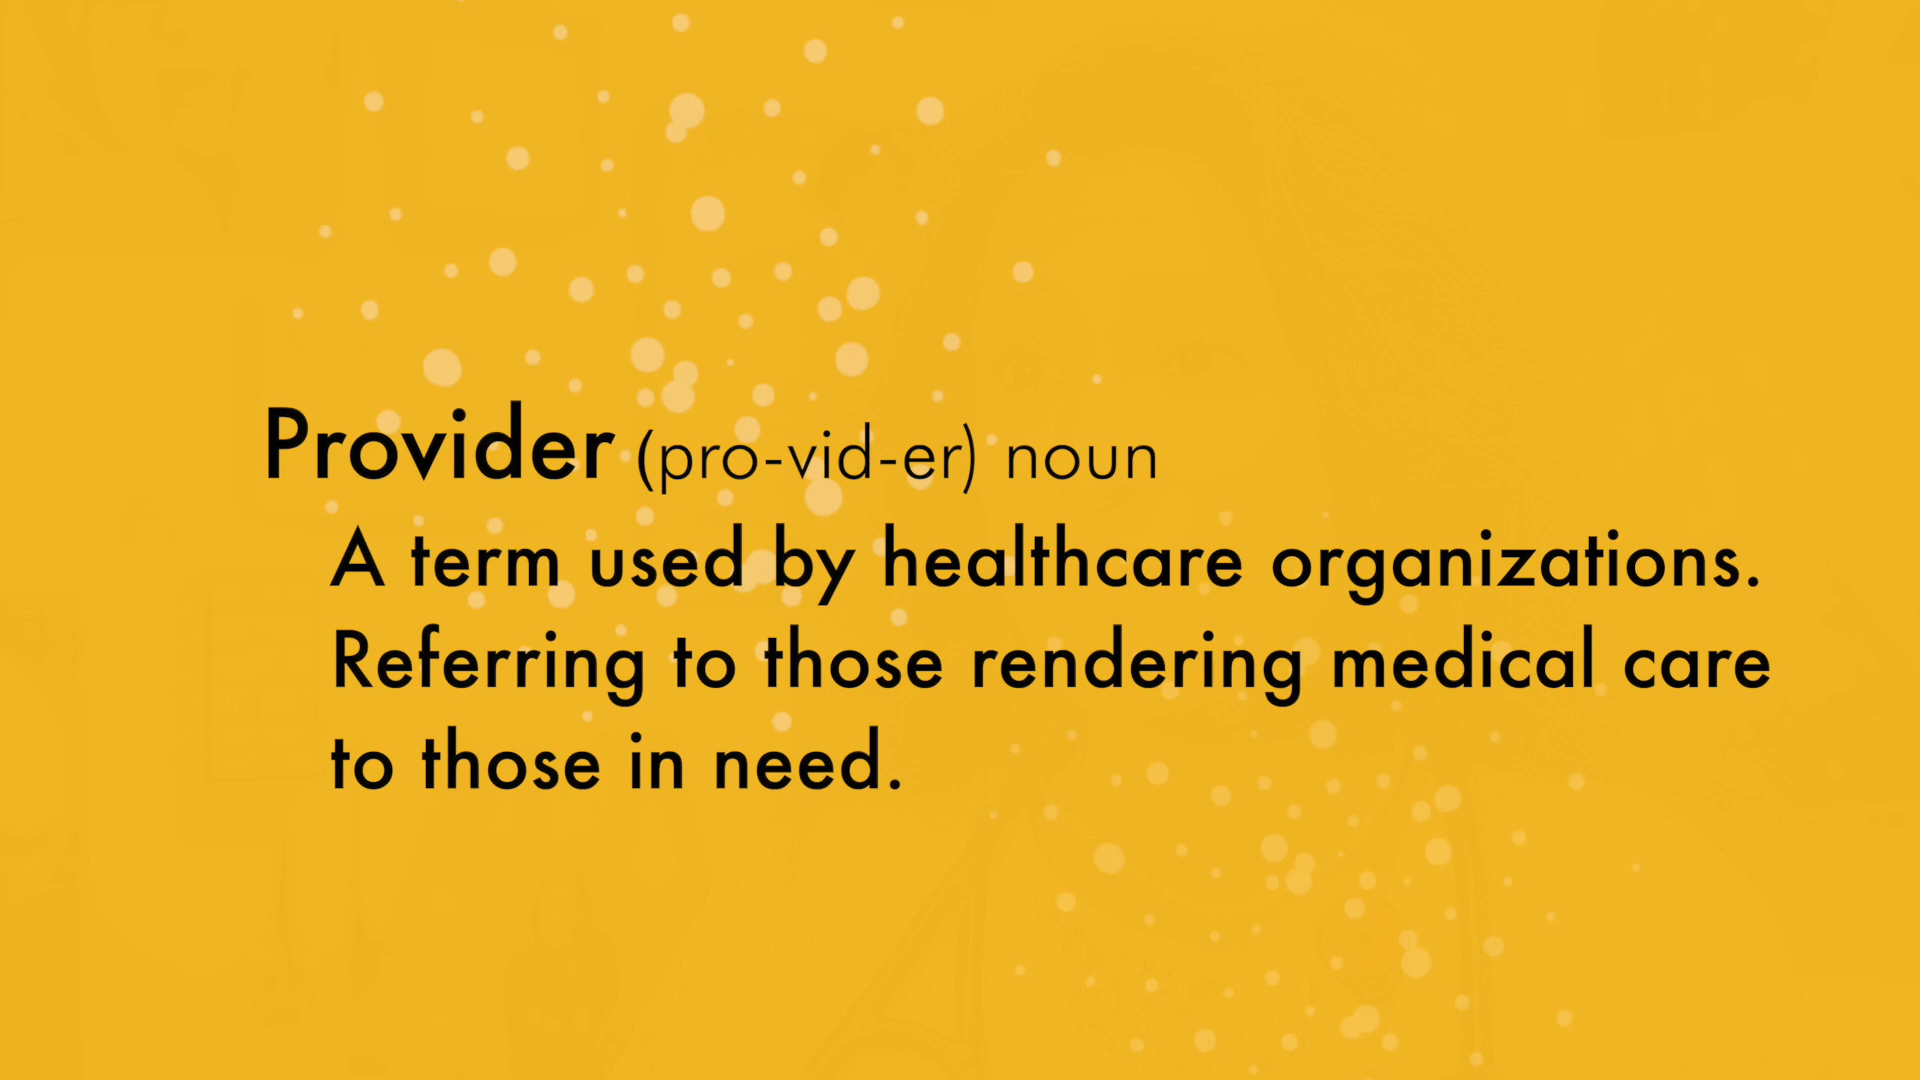 Provider (pro-vid-er) noun
A term used by healthcare organizations.
Referring to those rendering medical care
to those in need.